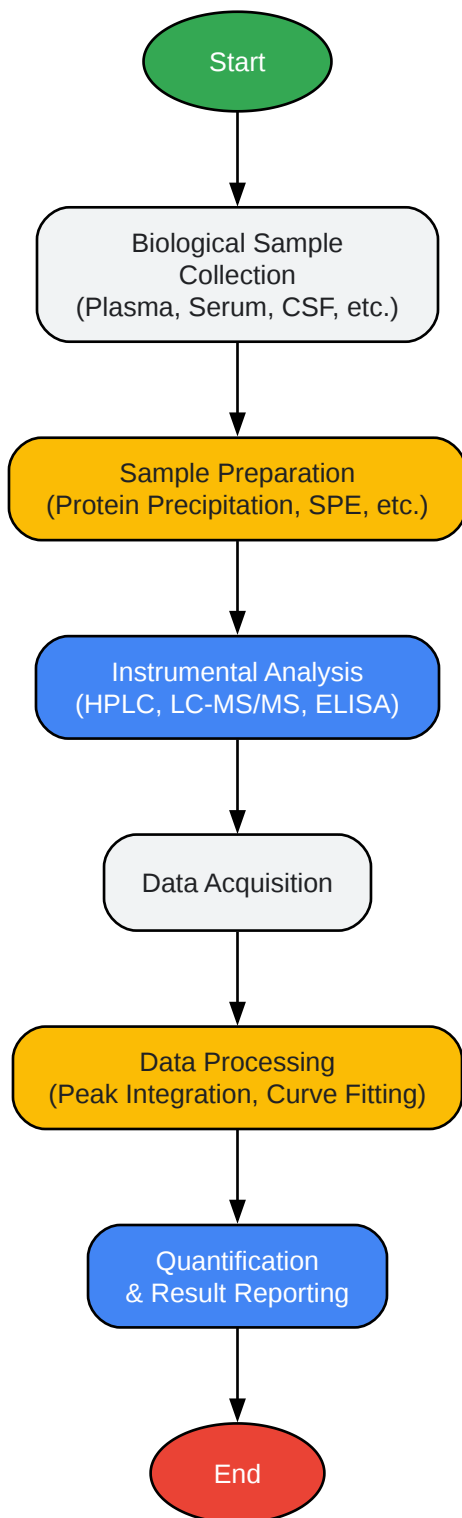 Start
Biological Sample
Collection
(Plasma, Serum, CSF, etc.)
Sample Preparation
(Protein Precipitation, SPE, etc.)
Instrumental Analysis
(HPLC, LC-MS/MS, ELISA)
Data Acquisition
Data Processing
(Peak Integration, Curve Fitting)
Quantification
& Result Reporting
End